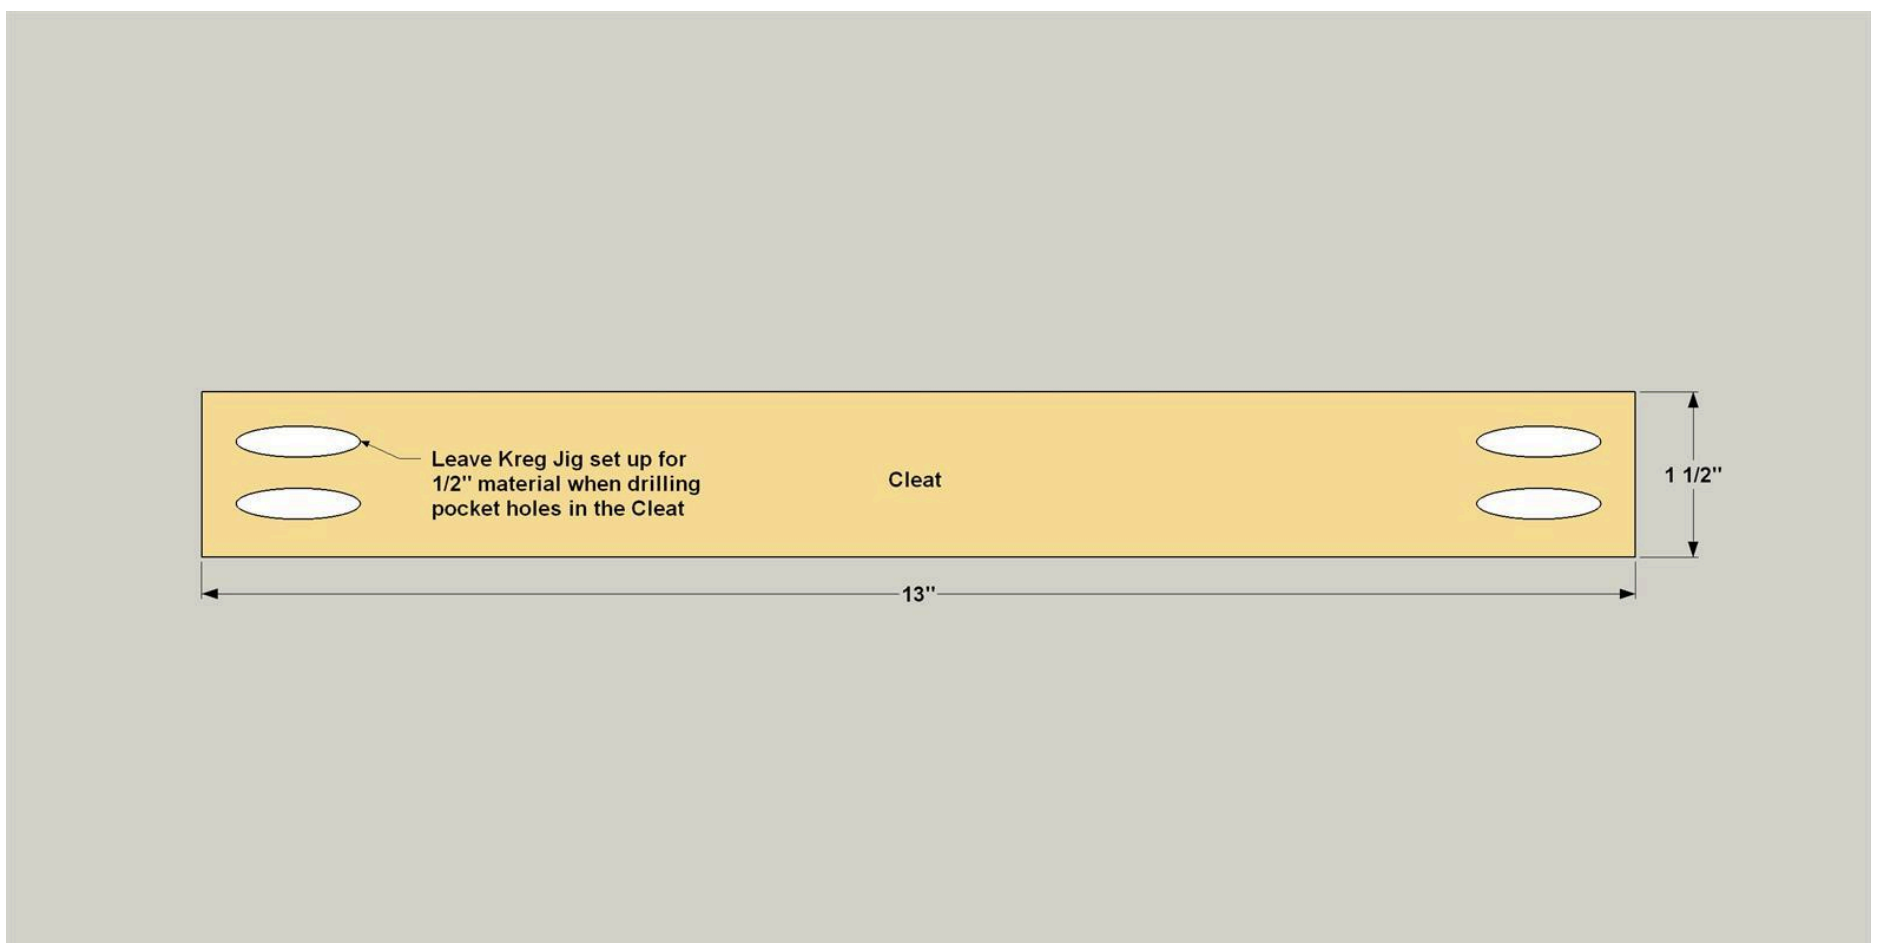 Leave Kreg Jig set up for
1/2" material when drilling
pocket holes in the Cleat
Cleat
1 1/2"
13"